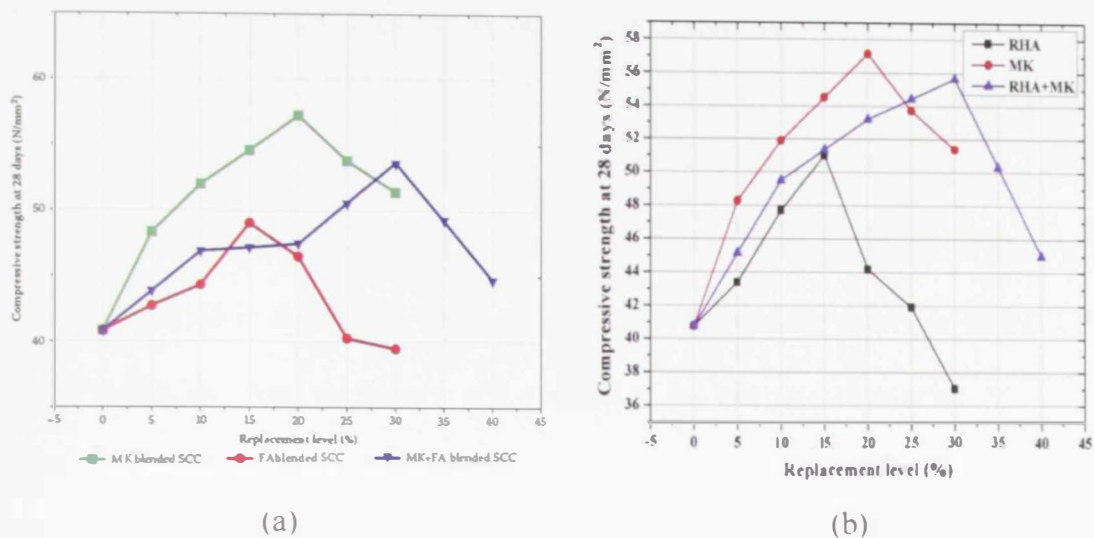 Compressive strength at 28 days (N/mm²)
60
50
40
-5 0 5 10 15 20 25 30 35 40 45
Replacement level (%)
MK blended SCC FA blended SCC MK+FA blended SCC
(a)
Compressive strength at 28 days (N/mm²)
58
56
54
52
50
48
46
44
42
40
38
36
RHA
MK
RHA+MK
-5 0 5 10 15 20 25 30 35 40 45
Replacement level (%)
(b)